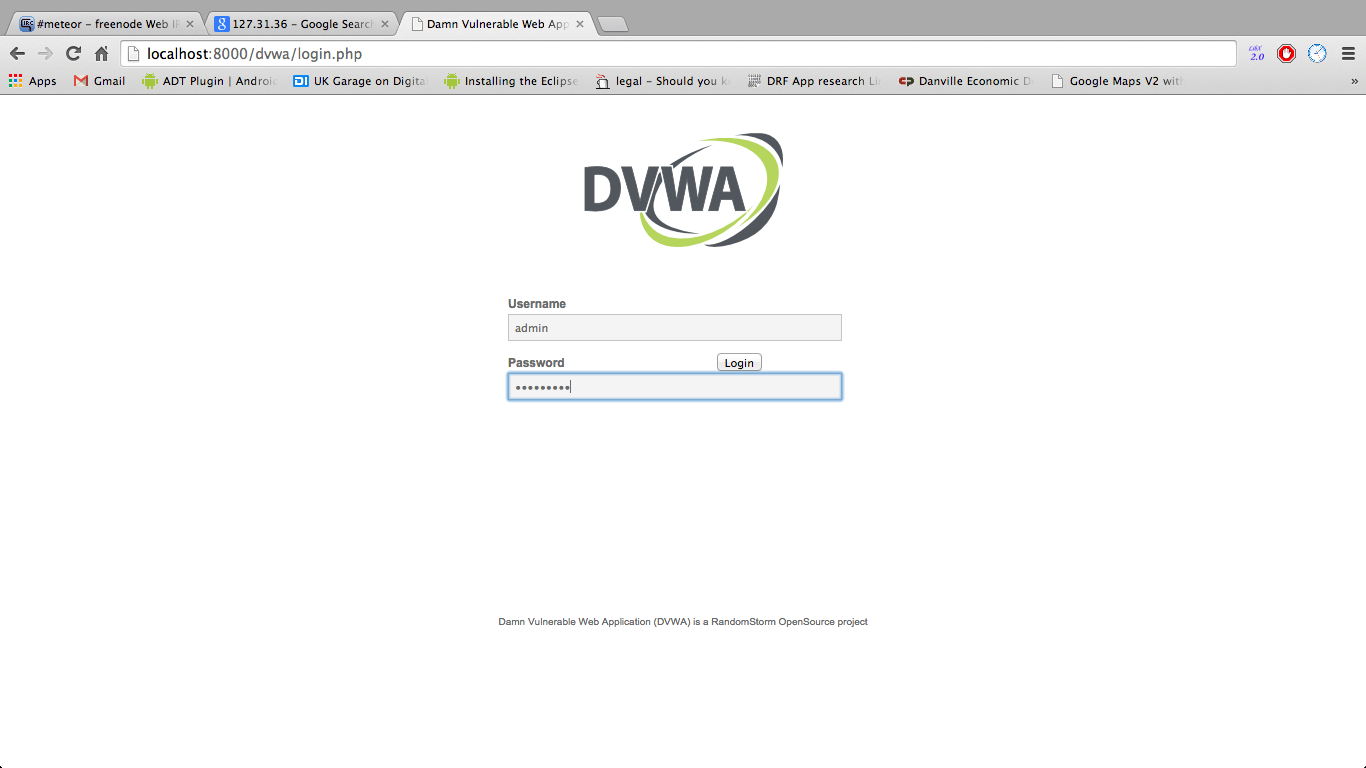 #meteor – freenode Web
127.31.36 – Google Search
Damn Vulnerable Web App
localhost:8000/dvwa/login.php
2.0
Apps
Gmail
ADT Plugin | Androi
UK Garage on Digita
Installing the Eclipse
legal – Should you k
DRF App research Li
Danville Economic D
Google Maps V2 wit
»
DVWA
Username
admin
Password
Login
•••••••••
Damn Vulnerable Web Application (DVWA) is a RandomStorm OpenSource project